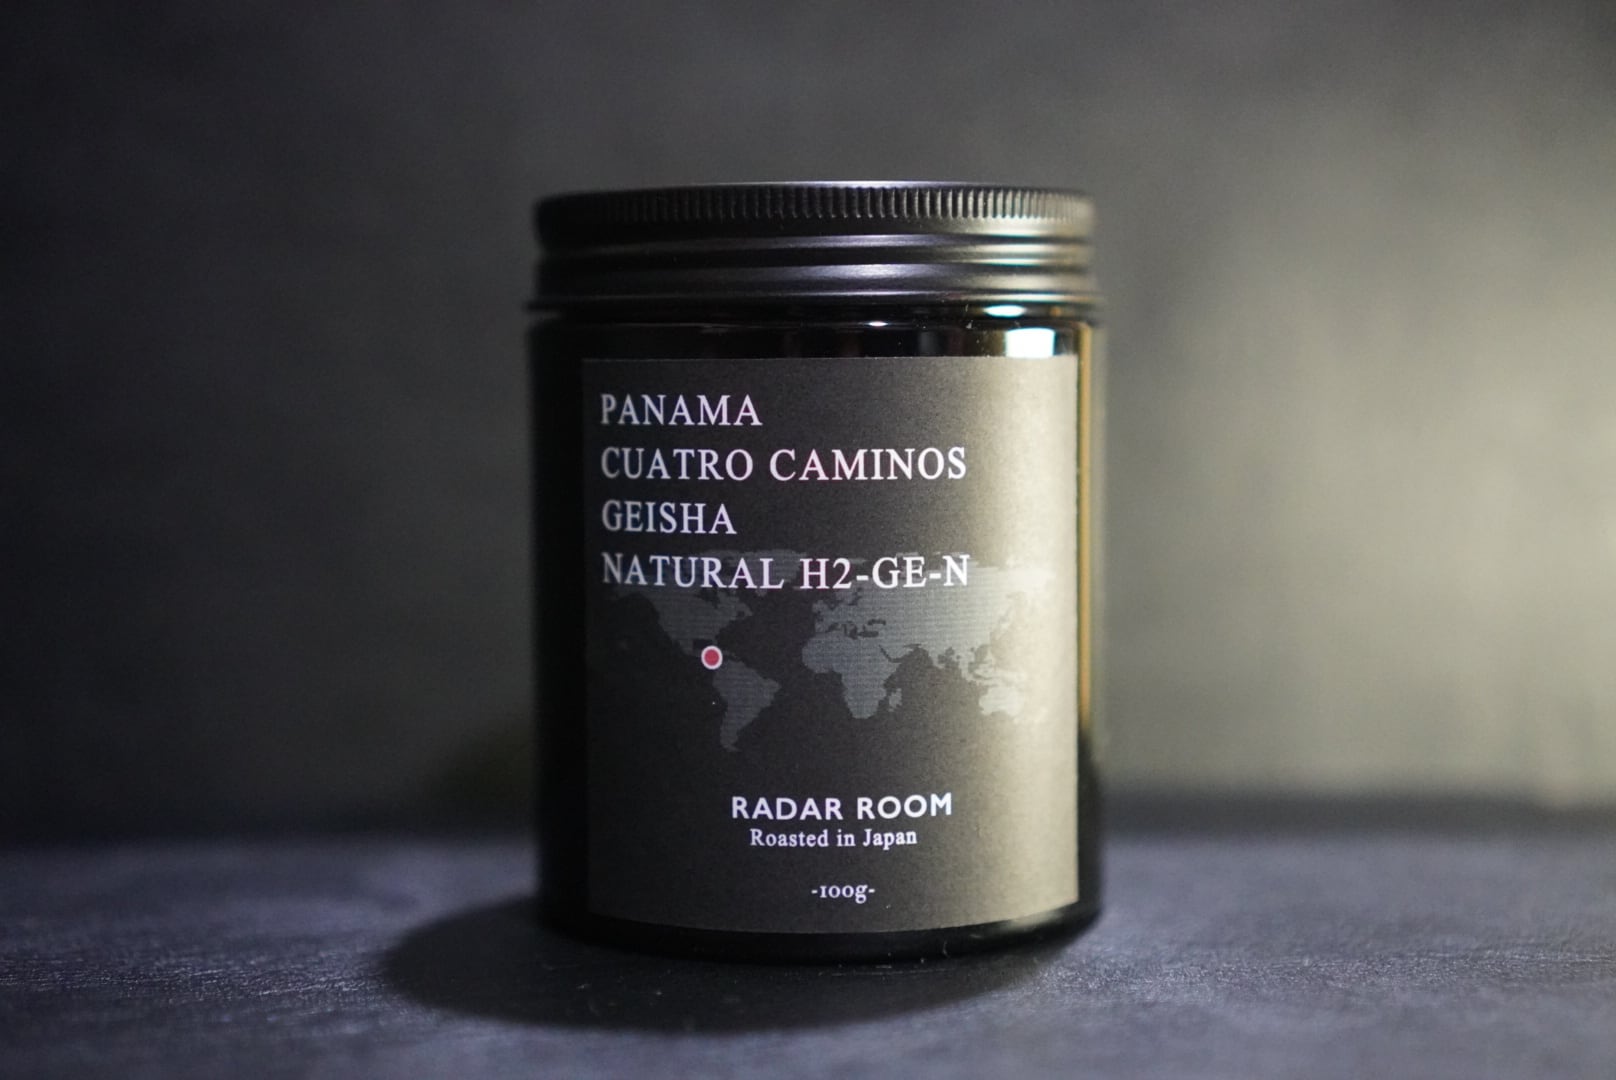 PANAMA
CUATRO CAMINOS
GEISHA
NATURAL H2-GE-N
RADAR ROOM
Roasted in Japan
-100g-